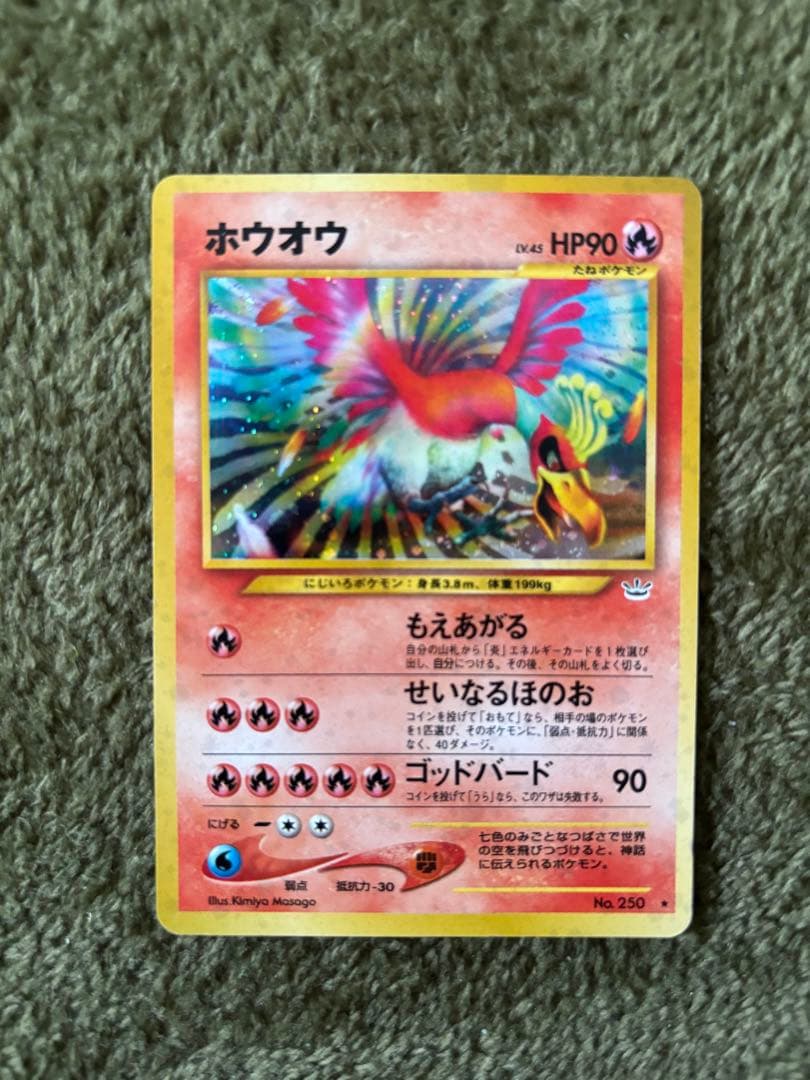 ホウオウ LV.45 HP90
たねポケモン
にじいろポケモン：身長3.8m、体重199kg
もえあがる
自分の山札から「炎」エネルギーカードを1枚選び
出し、自分につける。その後、その山札をよく切る。
せいなるほのお
コインを投げて「おもて」なら、相手の場のポケモン
を1匹選び、そのポケモンに、「弱点・抵抗力」に関係
なく、40ダメージ。
ゴッドバード 90
コインを投げて「うら」なら、このワザは失敗する。
にげる
七色のみごとなつばさで世界
の空を飛びつづけると、神話
に伝えられるポケモン。
弱点 抵抗力-30
Illus.Kimiya Masago No. 250 ★